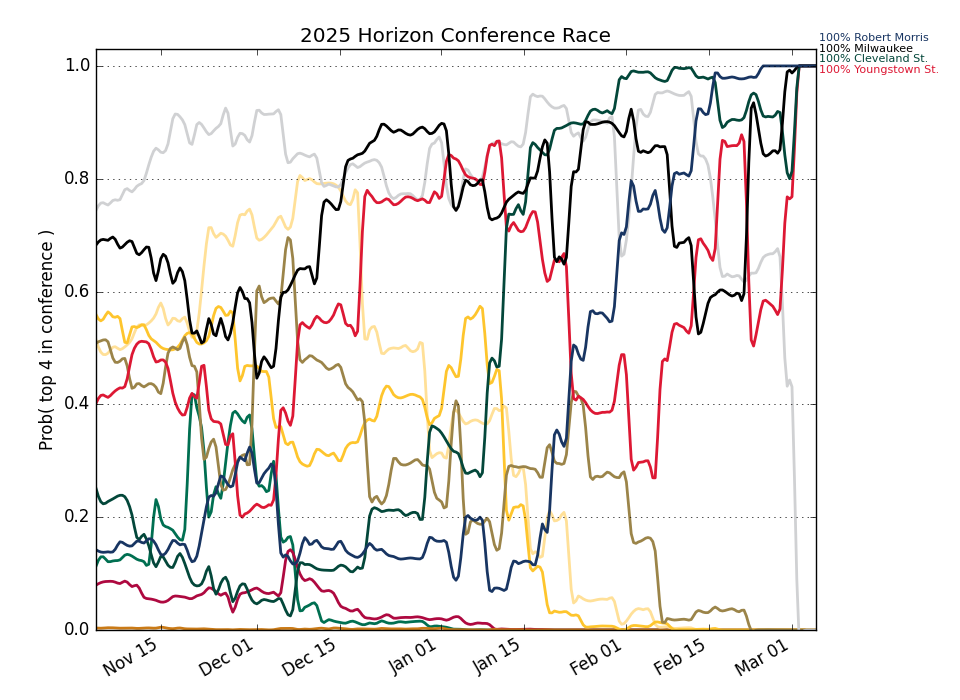 2025 Horizon Conference Race
100% Robert Morris
100% Milwaukee
100% Cleveland St.
100% Youngstown St.
Prob( top 4 in conference )
1.0
0.8
0.6
0.4
0.2
0.0
Nov 15
Dec 01
Dec 15
Jan 01
Jan 15
Feb 01
Feb 15
Mar 01